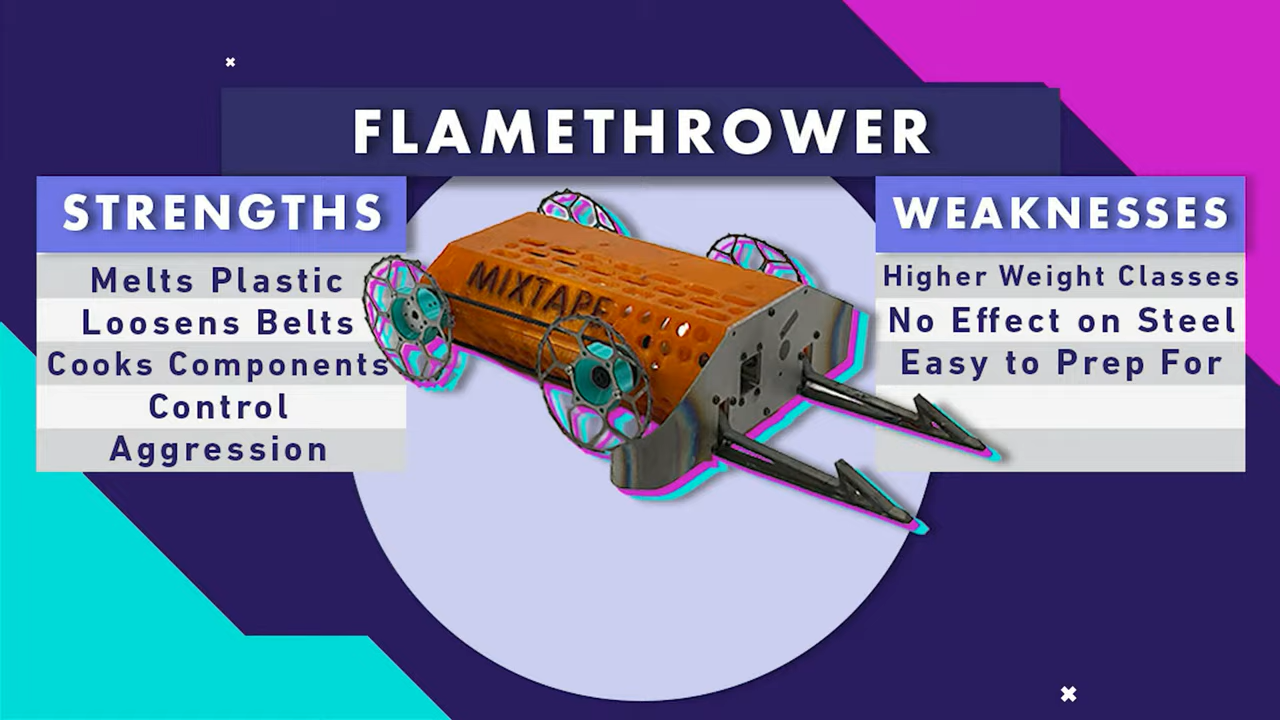 FLAMETHROWER
STRENGTHS
Melts Plastic
Loosens Belts
Cooks Components
Control
Aggression
MIXTAPE
WEAKNESSES
Higher Weight Classes
No Effect on Steel
Easy to Prep For